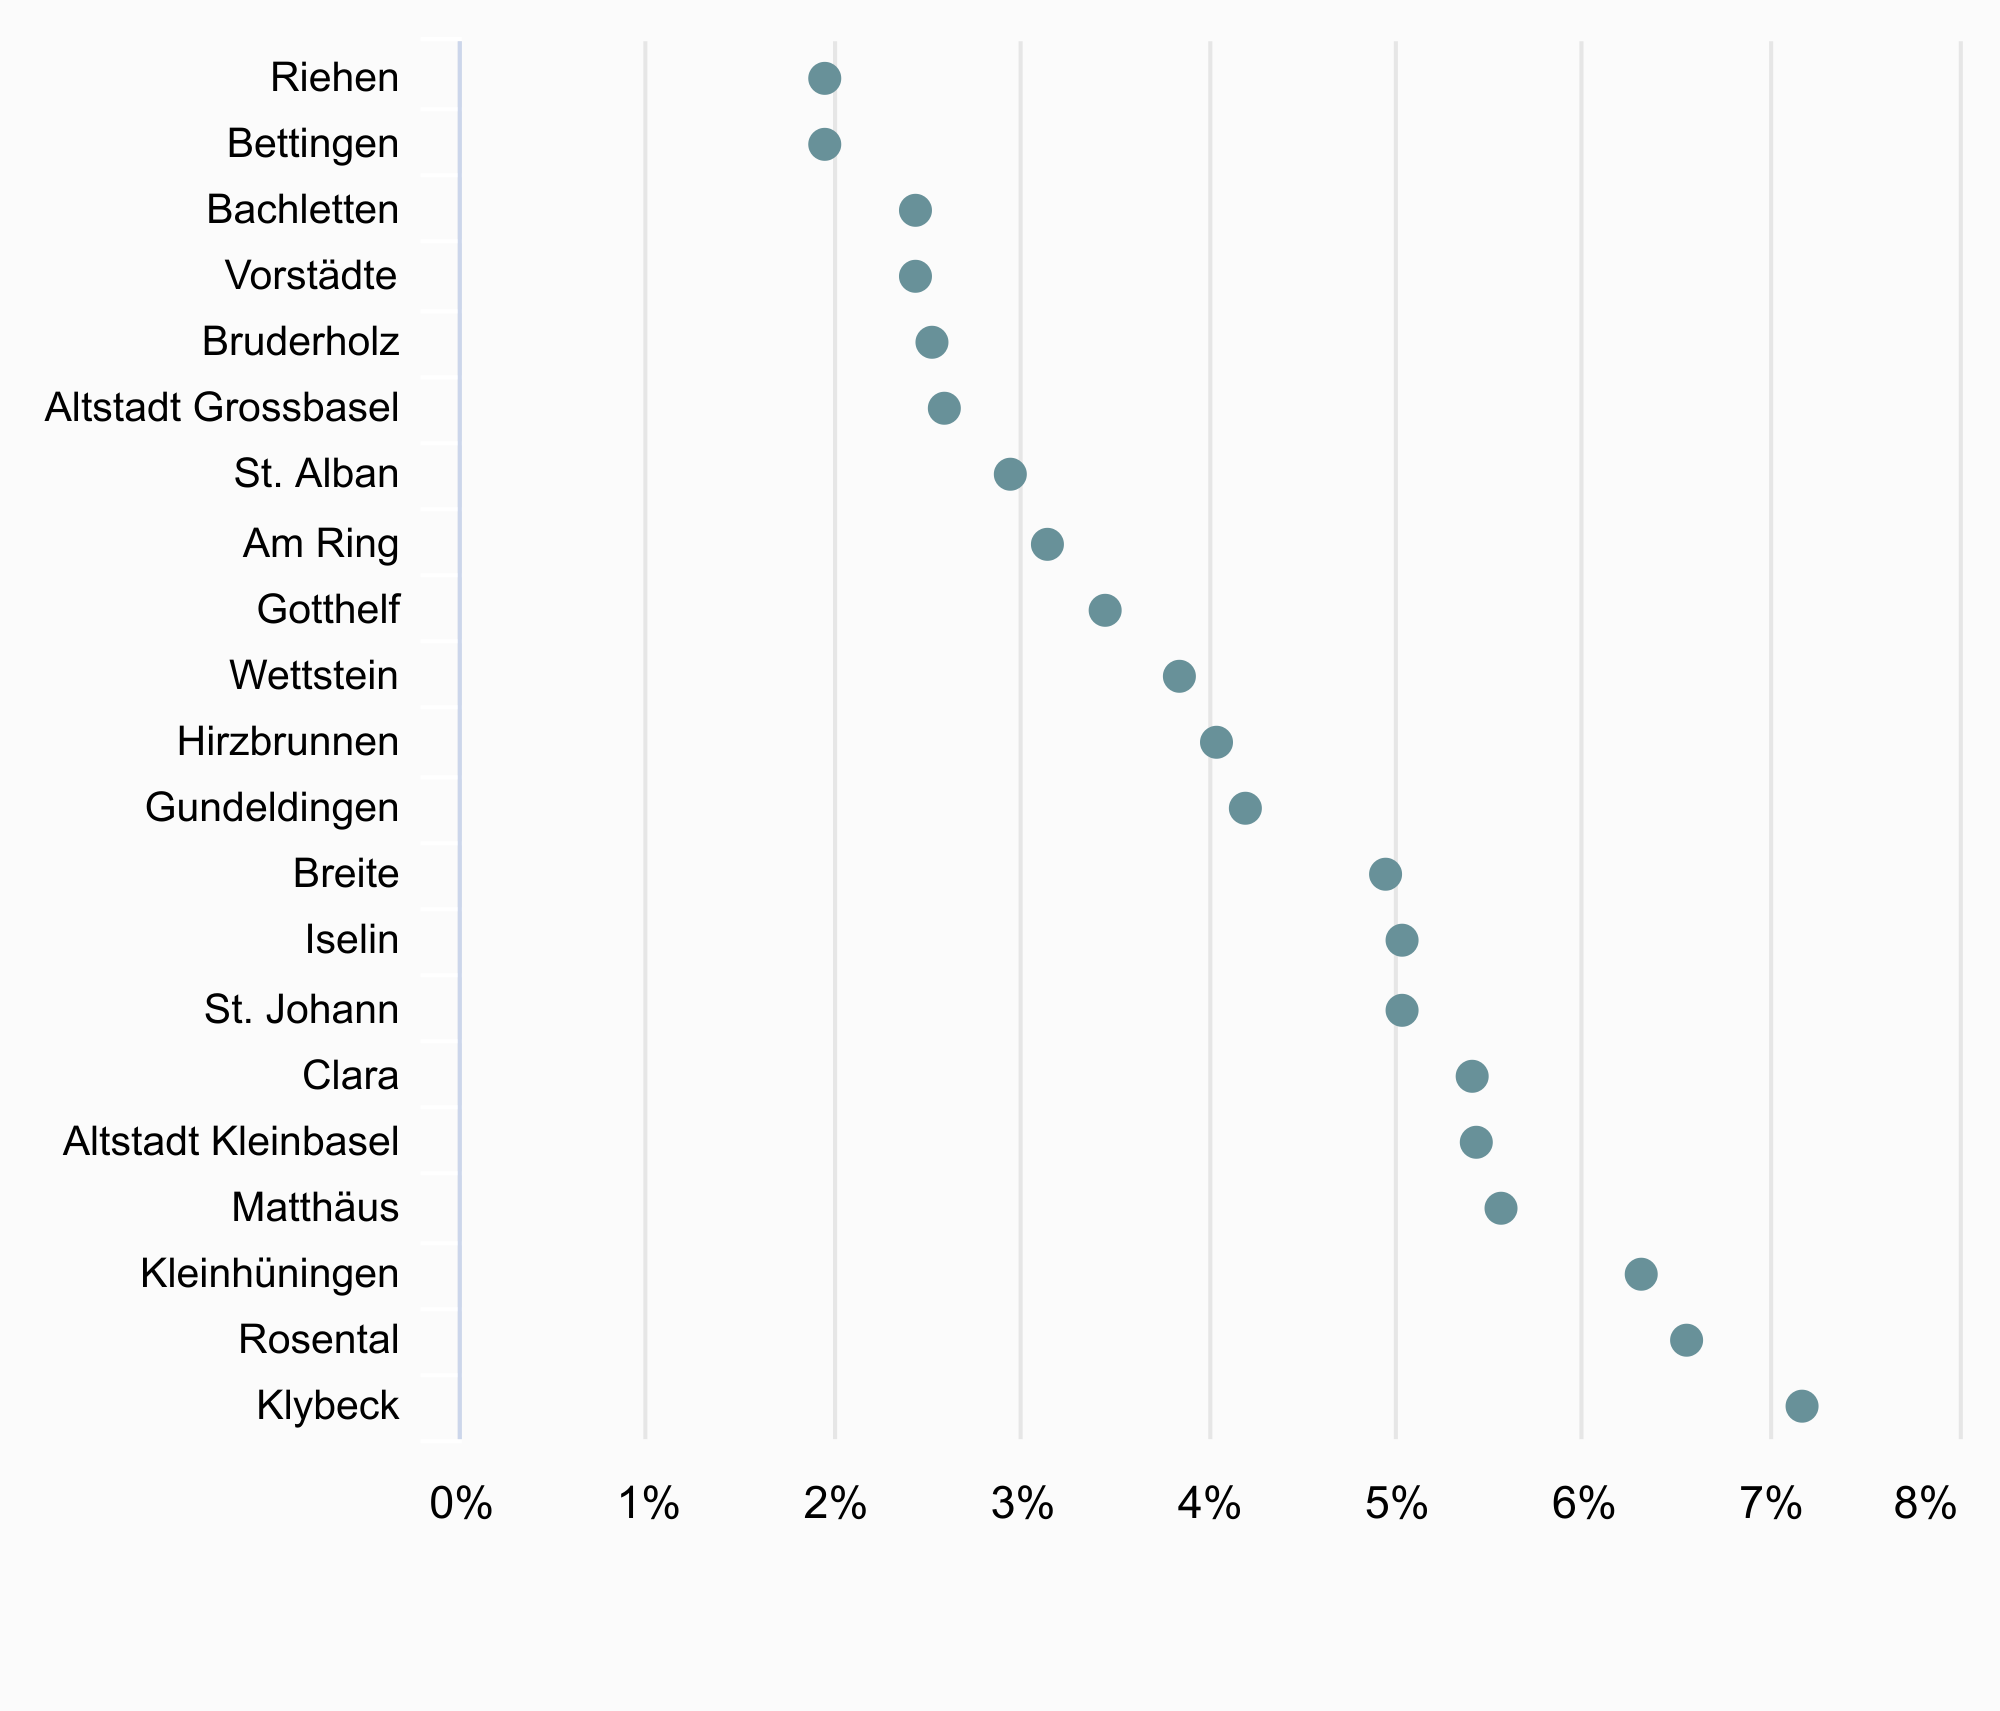 Riehen
Bettingen
Bachletten
Vorstädte
Bruderholz
Altstadt Grossbasel
St. Alban
Am Ring
Gotthelf
Wettstein
Hirzbrunnen
Gundeldingen
Breite
Iselin
St. Johann
Clara
Altstadt Kleinbasel
Matthäus
Kleinhüningen
Rosental
Klybeck
0% 1% 2% 3% 4% 5% 6% 7% 8%